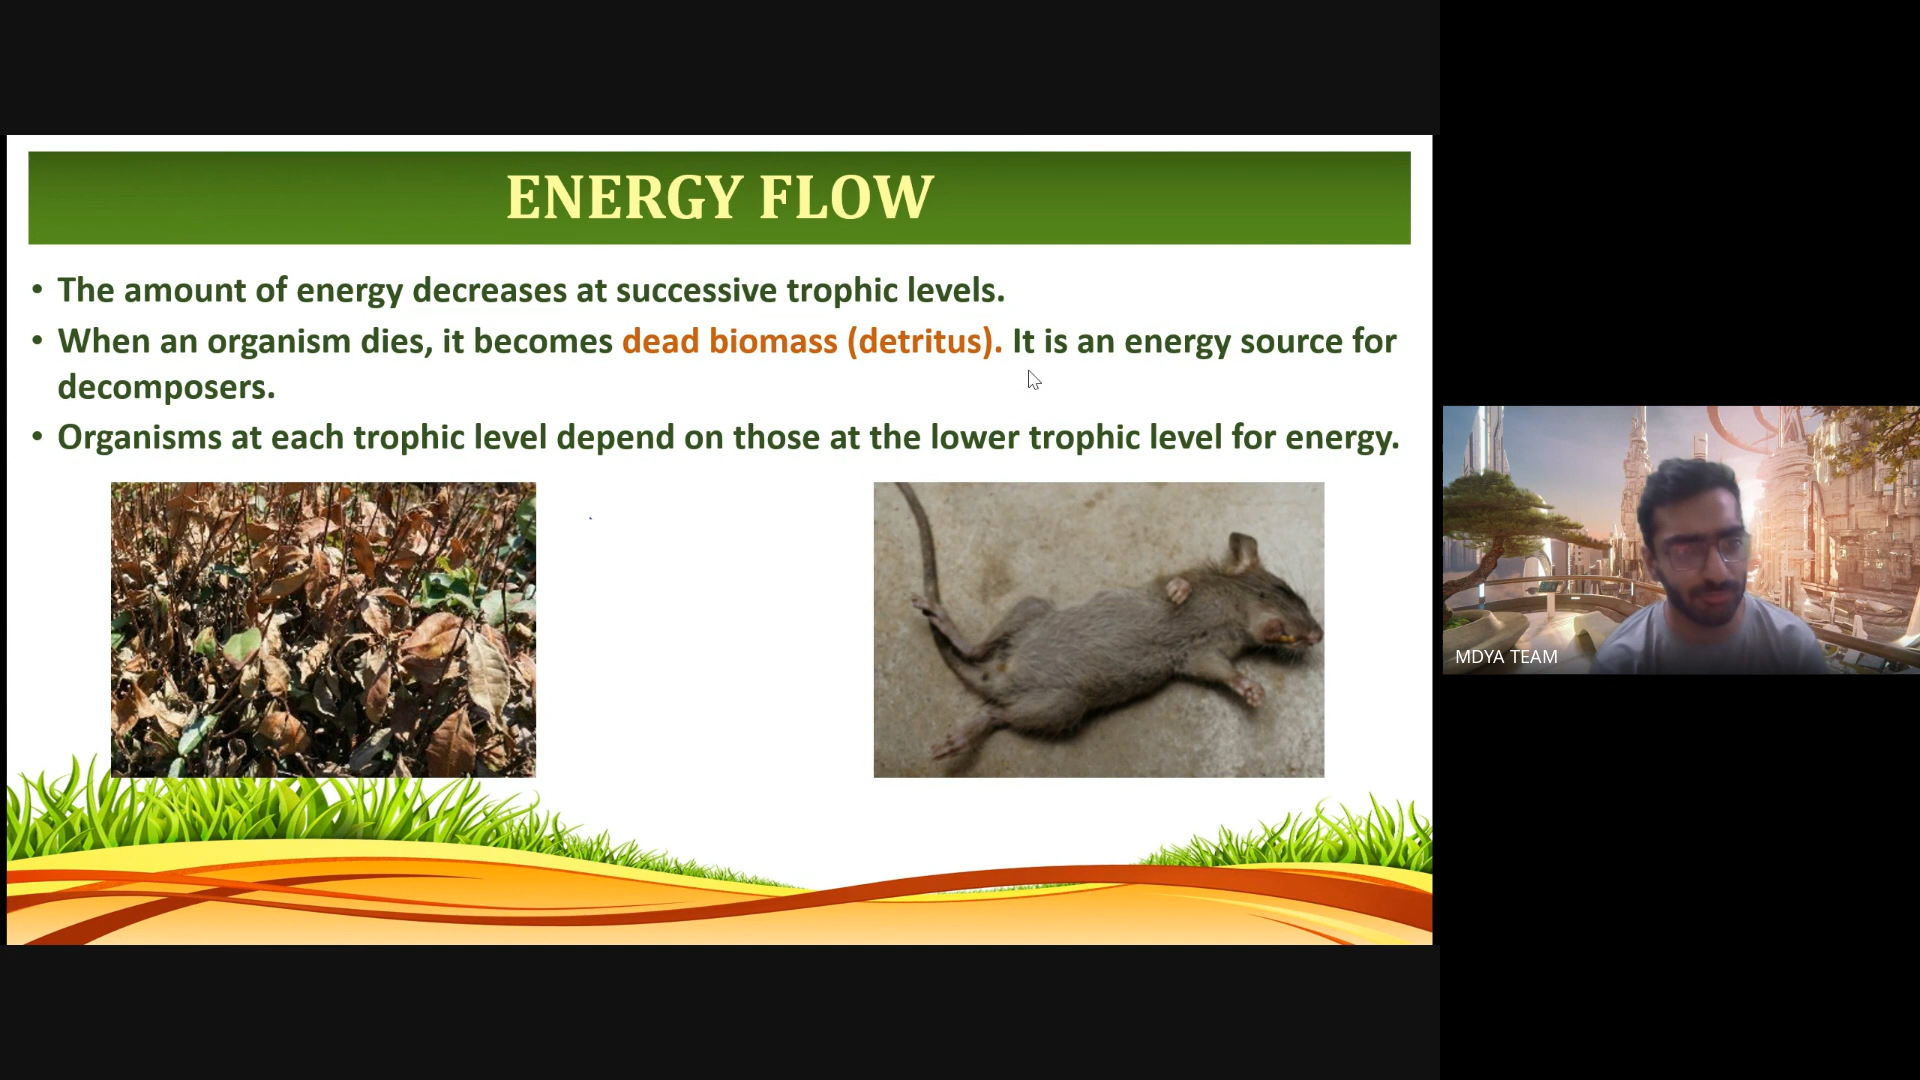 ENERGY FLOW
• The amount of energy decreases at successive trophic levels.
• When an organism dies, it becomes dead biomass (detritus). It is an energy source for
decomposers.
• Organisms at each trophic level depend on those at the lower trophic level for energy.
MDYA TEAM